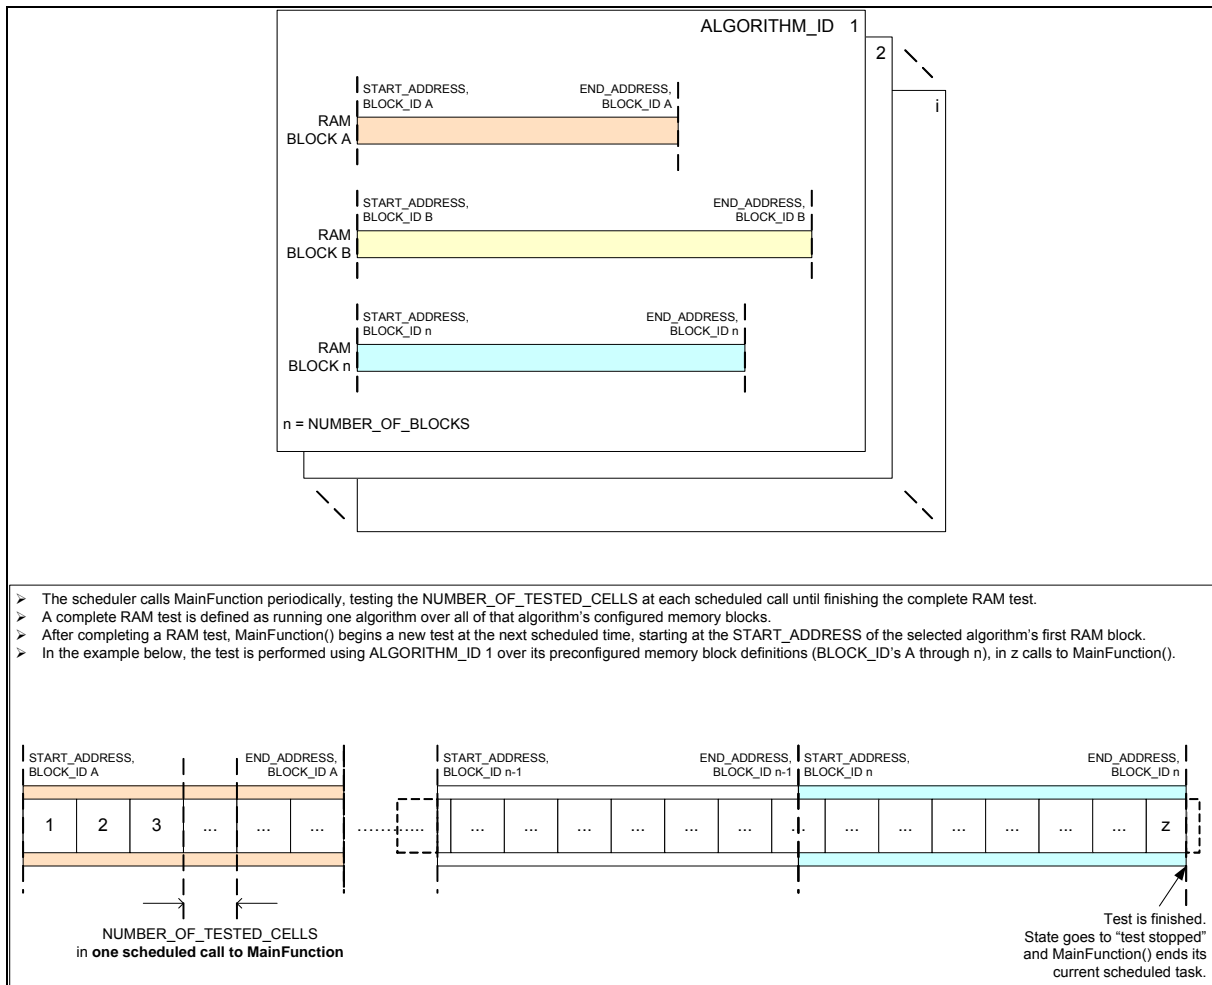 ALGORITHM_ID 1
2
i
START_ADDRESS,
BLOCK_ID A
END_ADDRESS,
BLOCK_ID A
RAM
BLOCK A
START_ADDRESS,
BLOCK_ID B
END_ADDRESS,
BLOCK_ID B
RAM
BLOCK B
START_ADDRESS,
BLOCK_ID n
END_ADDRESS,
BLOCK_ID n
RAM
BLOCK n
n = NUMBER_OF_BLOCKS
➢ The scheduler calls MainFunction periodically, testing the NUMBER_OF_TESTED_CELLS at each scheduled call until finishing the complete RAM test.
➢ A complete RAM test is defined as running one algorithm over all of that algorithm's configured memory blocks.
➢ After completing a RAM test, MainFunction() begins a new test at the next scheduled time, starting at the START_ADDRESS of the selected algorithm's first RAM block.
➢ In the example below, the test is performed using ALGORITHM_ID 1 over its preconfigured memory block definitions (BLOCK_ID's A through n), in z calls to MainFunction().
START_ADDRESS,
BLOCK_ID A
END_ADDRESS,
BLOCK_ID A
START_ADDRESS,
BLOCK_ID n-1
END_ADDRESS,
BLOCK_ID n-1
START_ADDRESS,
BLOCK_ID n
END_ADDRESS,
BLOCK_ID n
1 2 3 ... ... ... ............... ... ... ... ... ... ... ... ... ... ... ... ... ... z
NUMBER_OF_TESTED_CELLS
in one scheduled call to MainFunction
Test is finished.
State goes to “test stopped”
and MainFunction() ends its
current scheduled task.